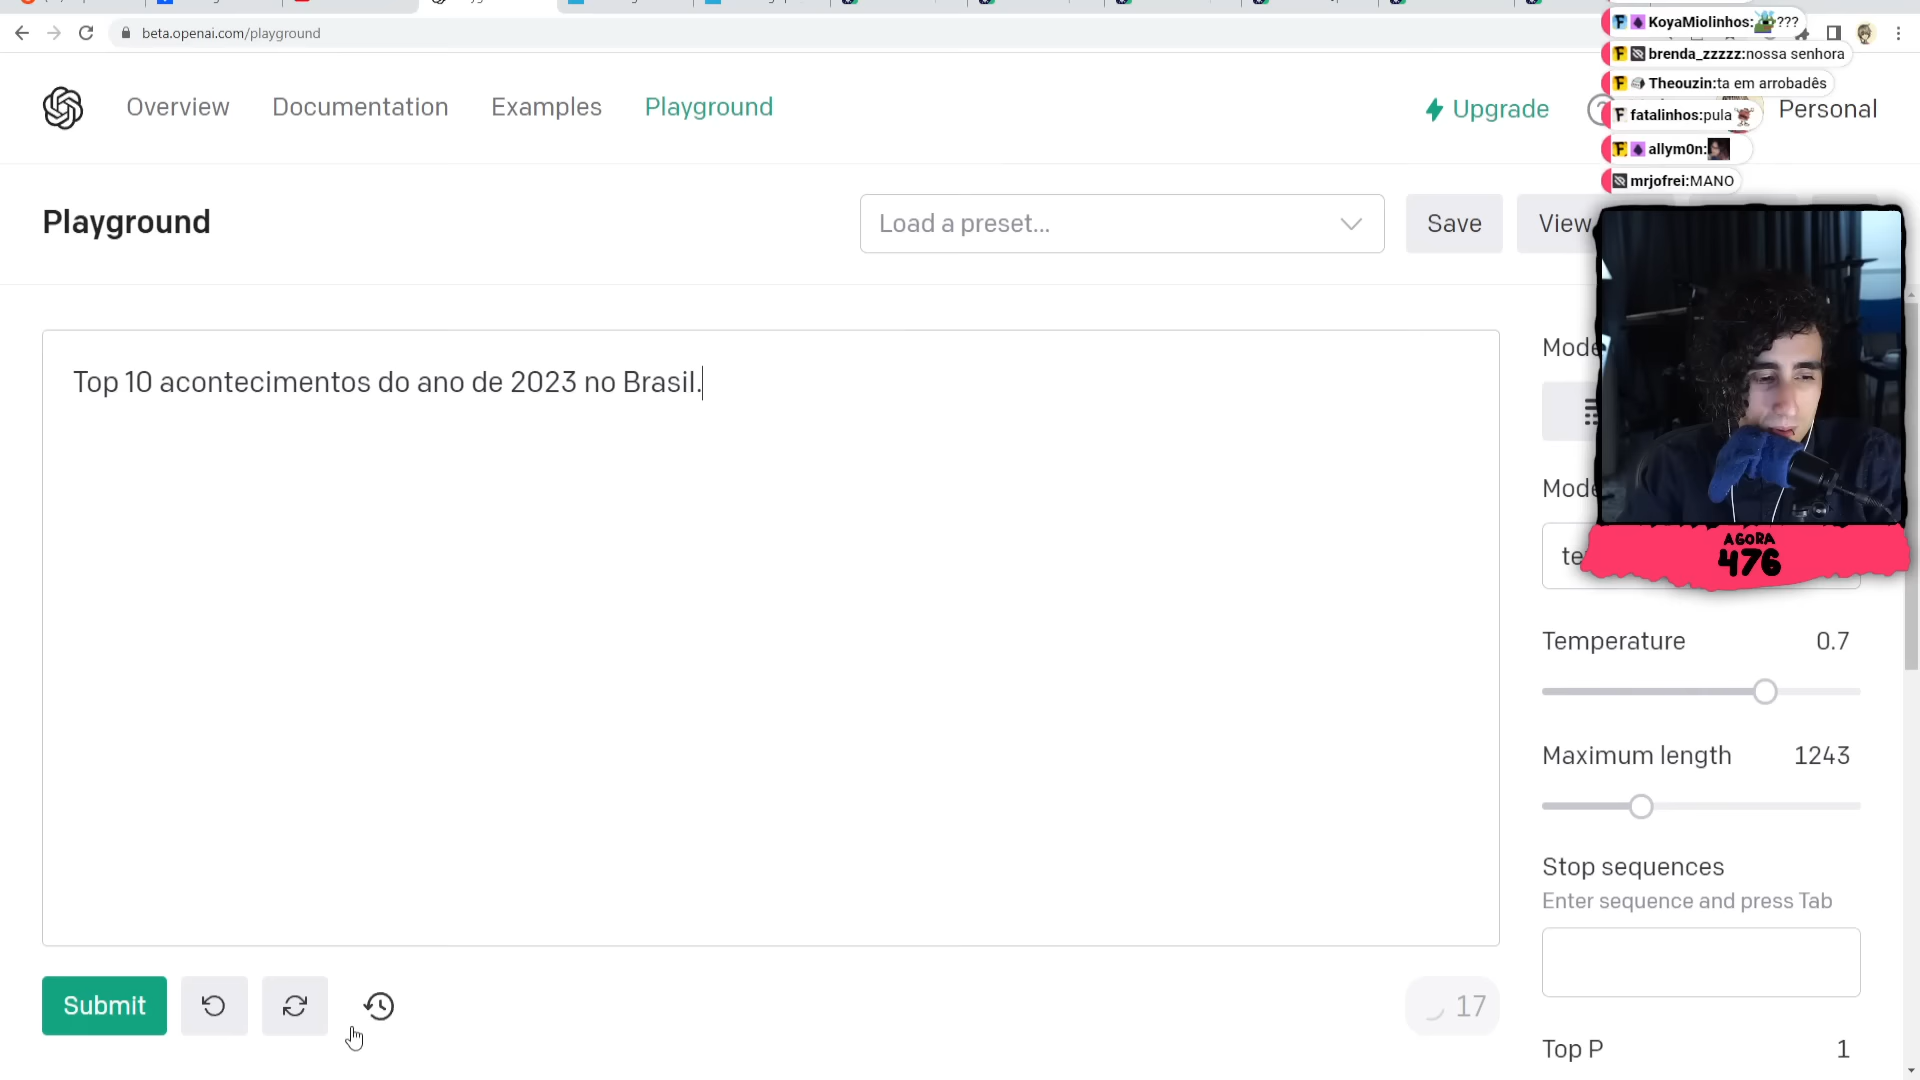 beta.openai.com/playground
Overview
Documentation
Examples
Playground
Upgrade
Personal
KoyaMiolinhos: ???
brenda_zzzzz:nossa senhora
Theouzin:ta em arrobadês
fatalinhos:pula
allym0n:
mrjofrei:MANO
Playground
Load a preset...
Save
View
Top 10 acontecimentos do ano de 2023 no Brasil.
AGORA
476
Temperature 0.7
Maximum length 1243
Stop sequences
Enter sequence and press Tab
Submit
17
Top P 1